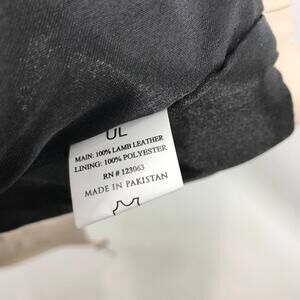 UL
MAIN: 100% LAMB LEATHER
LINING: 100% POLYESTER
RN # 123063
MADE IN PAKISTAN